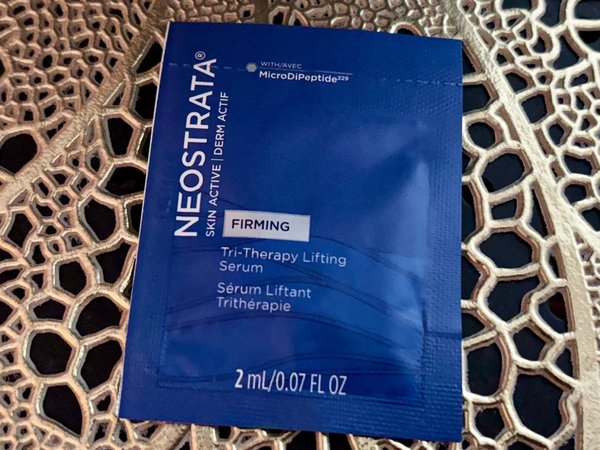 WITH/AVEC
MicroDiPeptide²²⁹
NEOSTRATA®
SKIN ACTIVE | DERM ACTIF
FIRMING
Tri-Therapy Lifting
Serum
Sérum Liftant
Trithérapie
2 mL/0.07 FL OZ